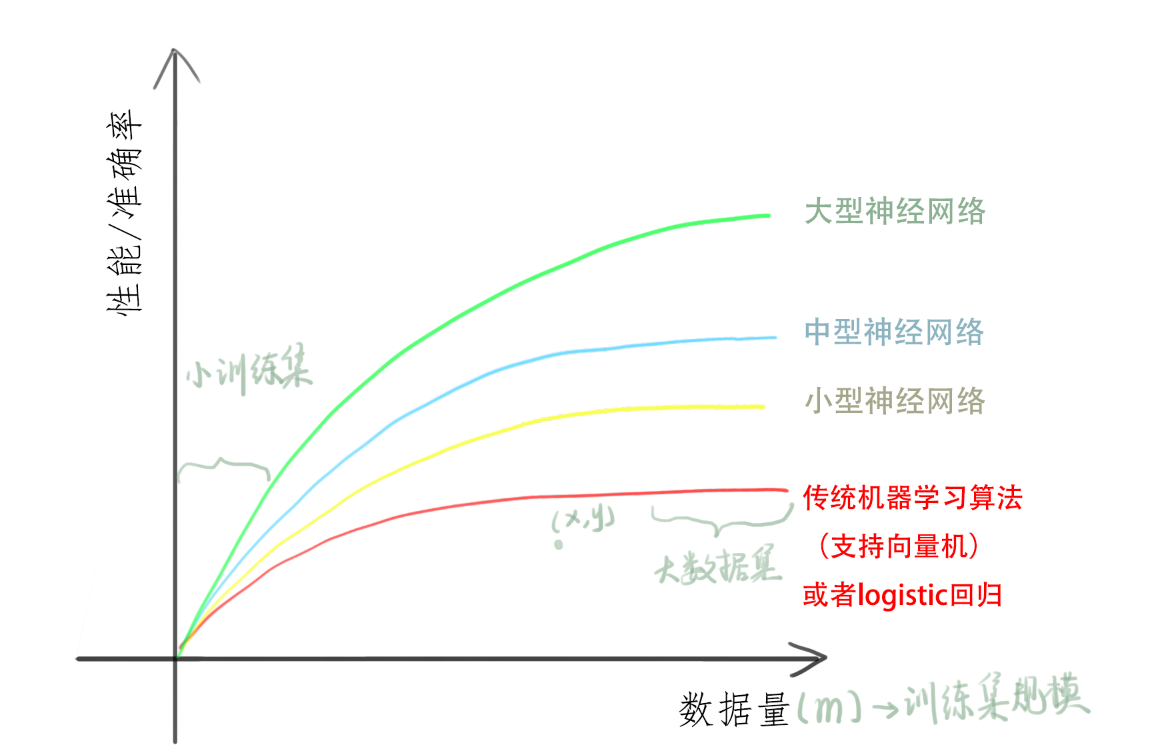 性能/准确率
大型神经网络
中型神经网络
小训练集
小型神经网络
传统机器学习算法
（支持向量机）
或者logistic回归
(x,y)
大数据集
数据量(m)→训练集规模